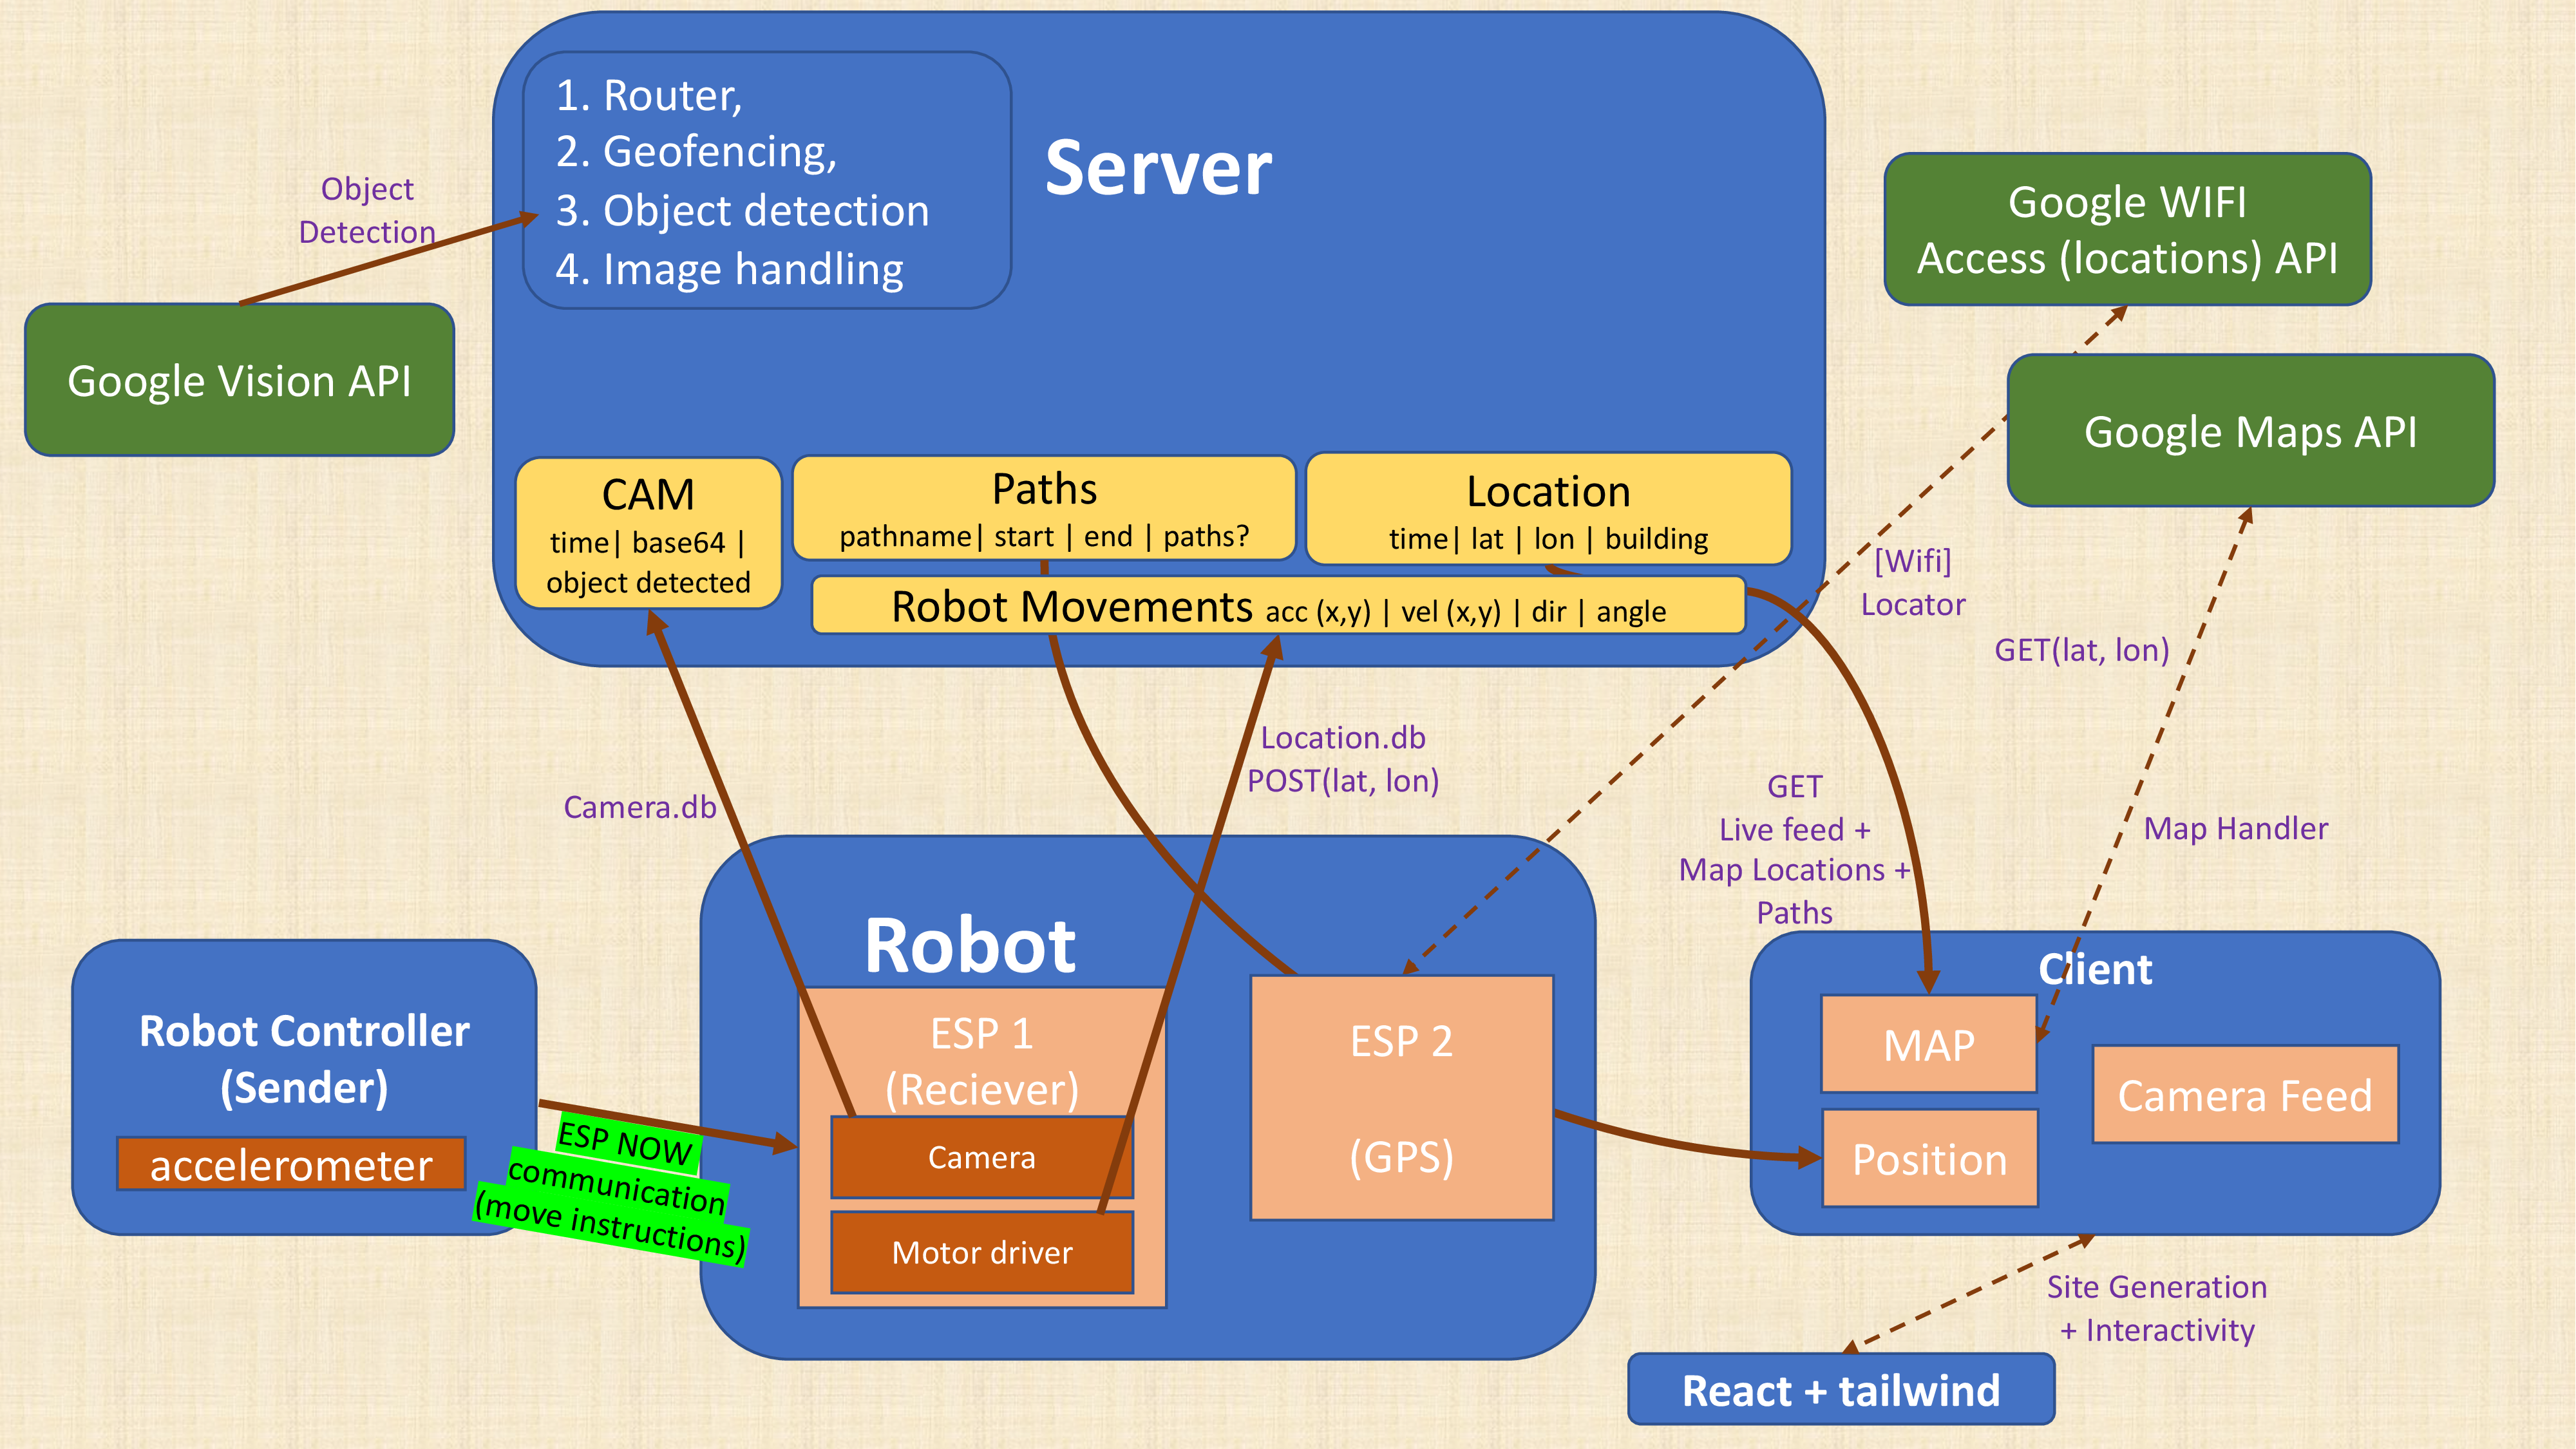 1. Router,
2. Geofencing,
3. Object detection
4. Image handling
Server
Object
Detection
Google Vision API
Google WIFI
Access (locations) API
Google Maps API
CAM
time| base64 |
object detected
Paths
pathname| start | end | paths?
Location
time| lat | lon | building
Robot Movements acc (x,y) | vel (x,y) | dir | angle
[Wifi]
Locator
GET(lat, lon)
Location.db
POST(lat, lon)
Camera.db
GET
Live feed +
Map Locations +
Paths
Map Handler
Robot Controller
(Sender)
accelerometer
ESP NOW
communication
(move instructions)
Robot
ESP 1
(Reciever)
Camera
Motor driver
ESP 2
(GPS)
Client
MAP
Camera Feed
Position
Site Generation
+ Interactivity
React + tailwind